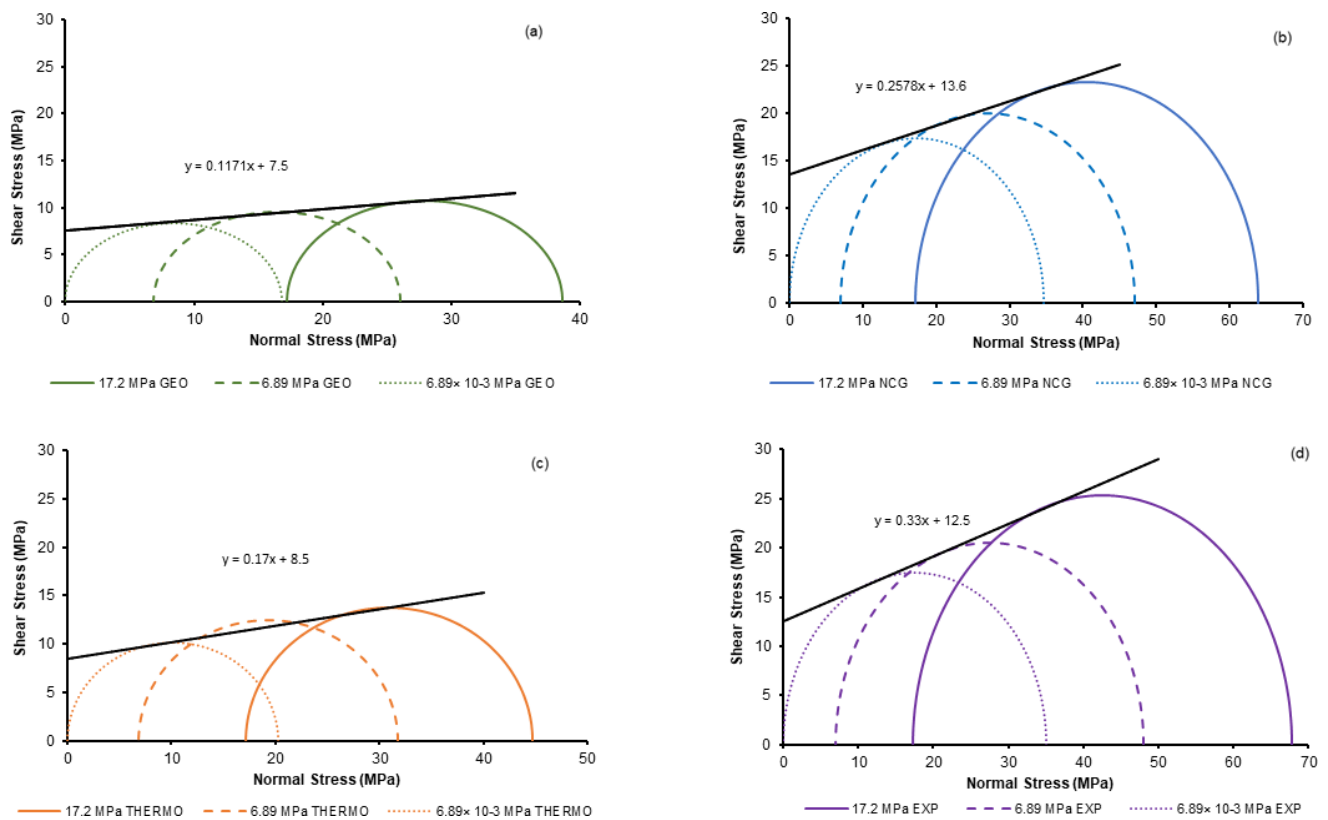 (a)
30
25
20
15
10
5
0
Shear Stress (MPa)
y = 0.1171x + 7.5
0 10 20 30 40
Normal Stress (MPa)
17.2 MPa GEO 6.89 MPa GEO 6.89× 10-3 MPa GEO
(b)
30
25
20
15
10
5
0
Shear Stress (MPa)
y = 0.2578x + 13.6
0 10 20 30 40 50 60 70
Normal Stress (MPa)
17.2 MPa NCG 6.89 MPa NCG 6.89× 10-3 MPa NCG
(c)
30
25
20
15
10
5
0
Shear Stress (MPa)
y = 0.17x + 8.5
0 10 20 30 40 50
Normal Stress (MPa)
17.2 MPa THERMO 6.89 MPa THERMO 6.89× 10-3 MPa THERMO
(d)
30
25
20
15
10
5
0
Shear Stress (MPa)
y = 0.33x + 12.5
0 10 20 30 40 50 60 70
Normal Stress (MPa)
17.2 MPa EXP 6.89 MPa EXP 6.89× 10-3 MPa EXP